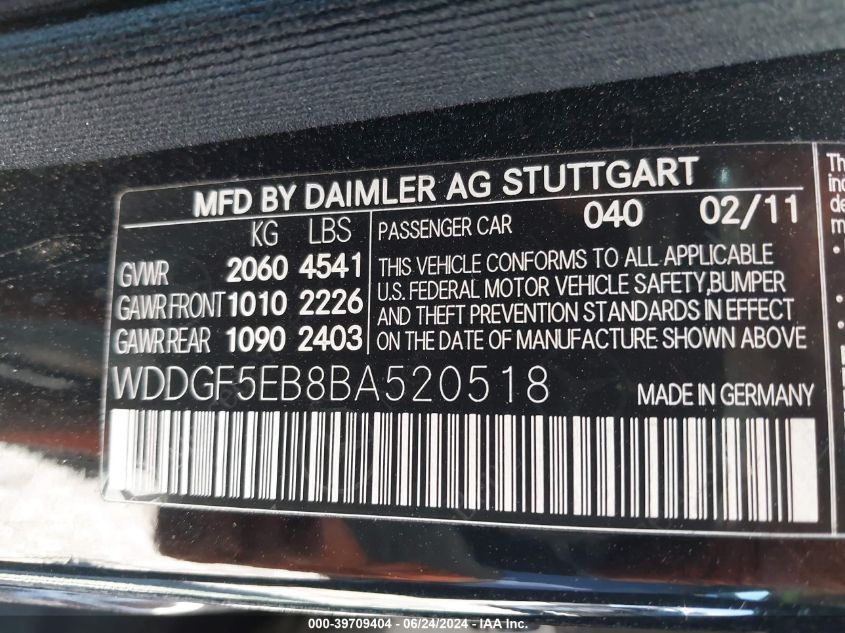 MFD BY DAIMLER AG STUTTGART
KG LBS
GVWR 2060 4541
GAWR FRONT 1010 2226
GAWR REAR 1090 2403
PASSENGER CAR 040 02/11
THIS VEHICLE CONFORMS TO ALL APPLICABLE
U.S. FEDERAL MOTOR VEHICLE SAFETY,BUMPER
AND THEFT PREVENTION STANDARDS IN EFFECT
ON THE DATE OF MANUFACTURE SHOWN ABOVE
WDDGF5EB8BA520518 MADE IN GERMANY
000-39709404 - 06/24/2024 - IAA Inc.